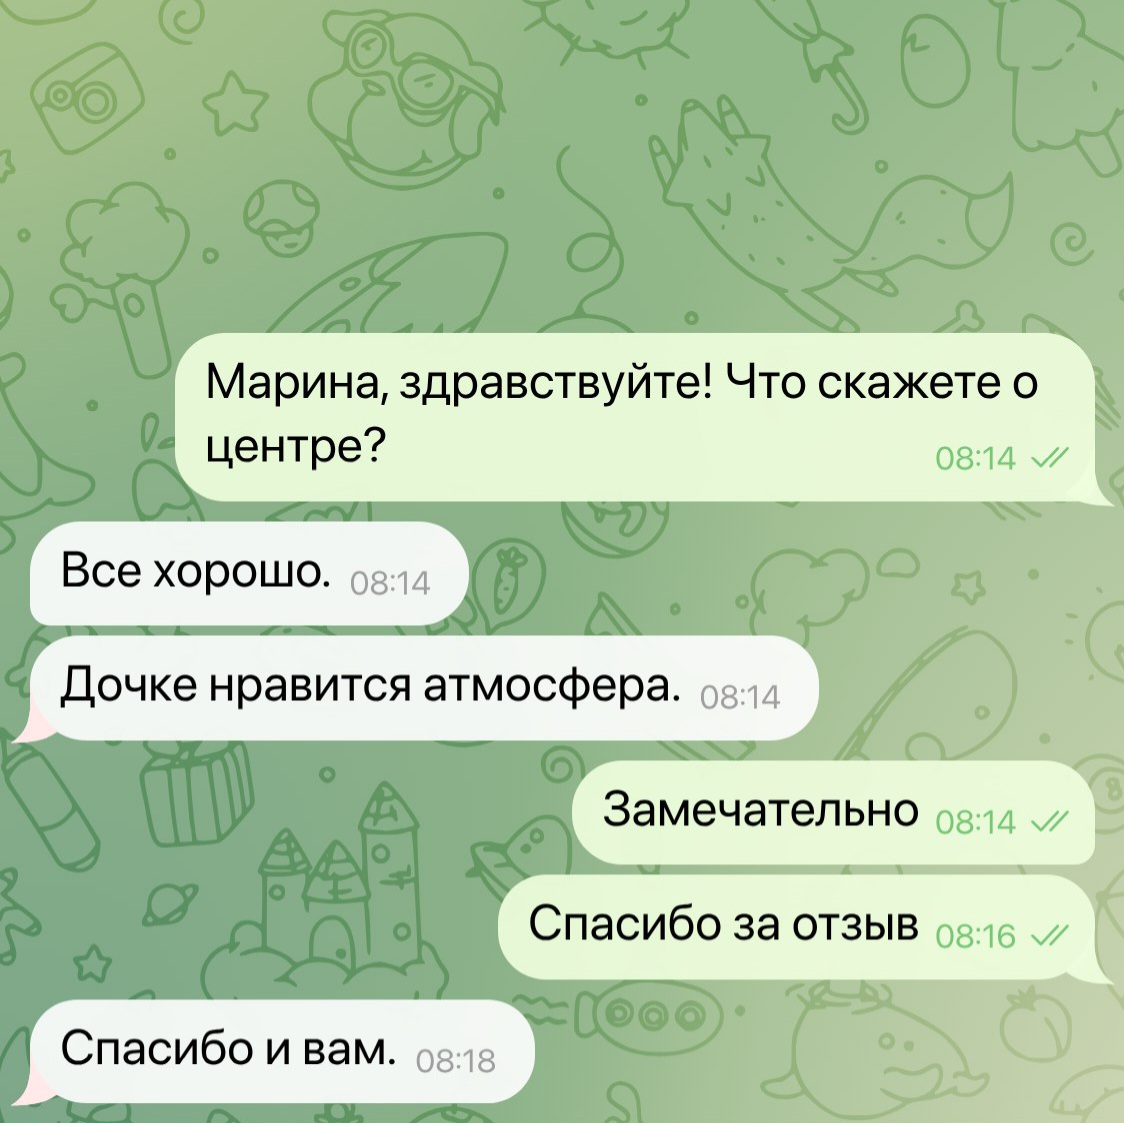 Марина, здравствуйте! Что скажете о
центре?
08:14
Все хорошо. 08:14
Дочке нравится атмосфера. 08:14
Замечательно 08:14
Спасибо за отзыв 08:16
Спасибо и вам. 08:18